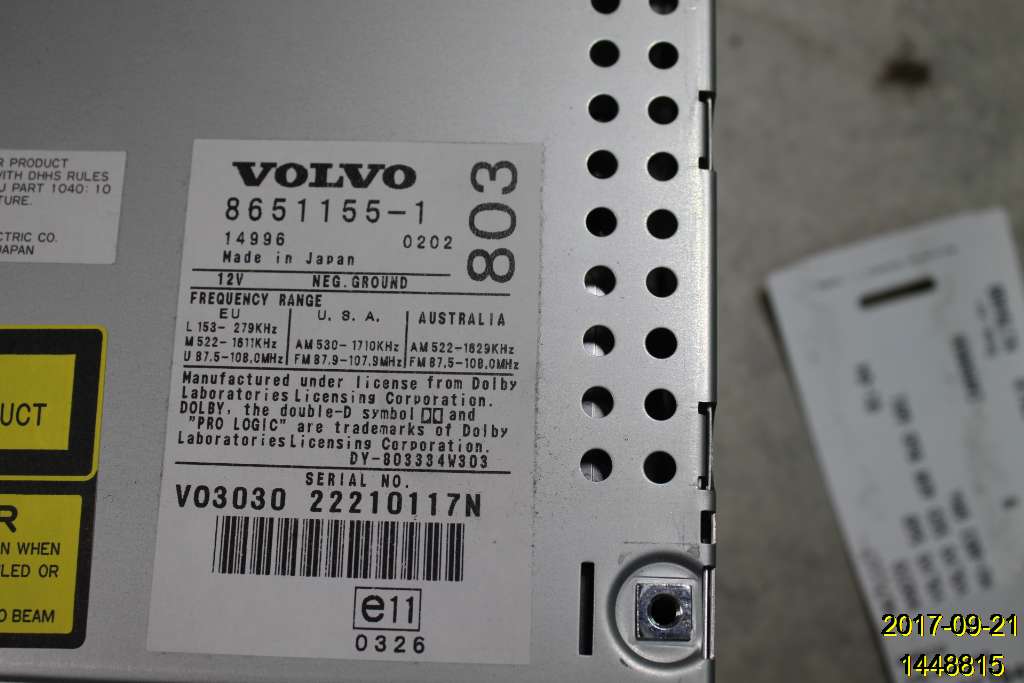 R PRODUCT
WITH DHHS RULES
U PART 1040: 10
TURE.
CTRIC CO.
JAPAN
VOLVO
8651155-1
14996 0202
Made in Japan
803
12V NEG. GROUND
FREQUENCY RANGE
EU U. S. A. AUSTRALIA
L 153- 279KHz
M 522- 1611KHz AM 530- 1710KHz AM 522-1629KHz
U 87.5-108.0MHz FM 87.9-107.9MHz FM 87.5-108.0MHz
Manufactured under license from Dolby
Laboratories Licensing Corporation.
DOLBY, the double-D symbol and
"PRO LOGIC" are trademarks of Dolby
Laboratories Licensing Corporation.
DY-803334W303
SERIAL NO.
VO3030 22210117N
e11
0326
UCT
R
N WHEN
LED OR
O BEAM
2017-09-21
1448815